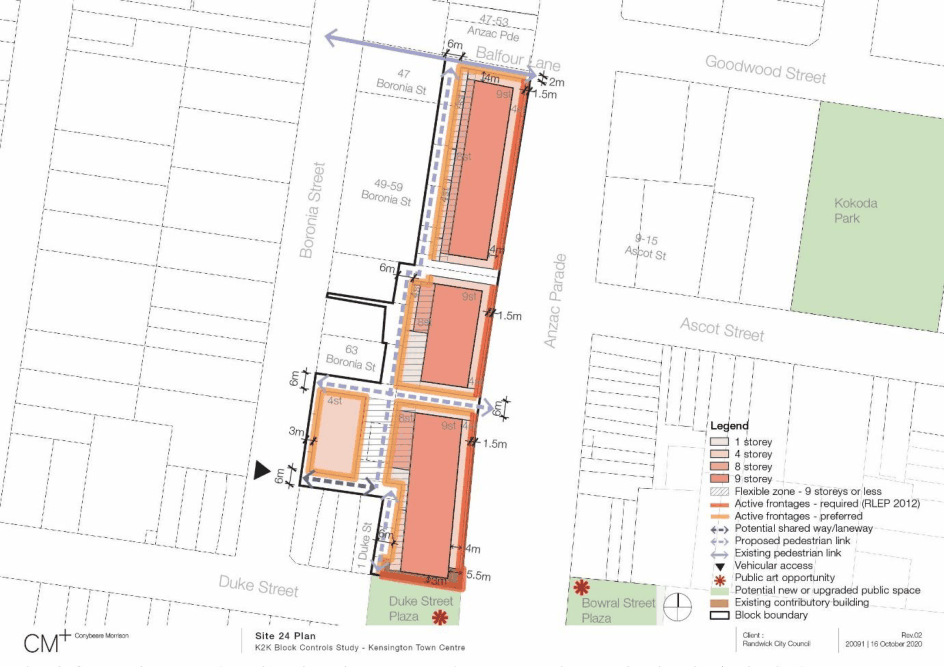 47-53
Anzac Pde
6m
Balfour Lane
Goodwood Street
4m
2m
1.5m
9st
4
47
Boronia St
49-59
Boronia St
Boronia Street
Kokoda
Park
9-15
Ascot St
4m
6m
9st
1.5m
Anzac Parade
Ascot Street
63
Boronia St
6m
4
6m
4st
8st
9st
4
1.5m
3m
6m
1 Duke St
4m
5.5m
3m
Duke Street
Duke Street
Plaza
Bowral Street
Plaza
Legend
1 storey
4 storey
8 storey
9 storey
Flexible zone - 9 storeys or less
Active frontages - required (RLEP 2012)
Active frontages - preferred
Potential shared way/laneway
Proposed pedestrian link
Existing pedestrian link
Vehicular access
Public art opportunity
Potential new or upgraded public space
Existing contributory building
Block boundary
CM+
Conybeare Morrison
Site 24 Plan
K2K Block Controls Study - Kensington Town Centre
Client :
Randwick City Council
Rev.02
20091 | 16 October 2020